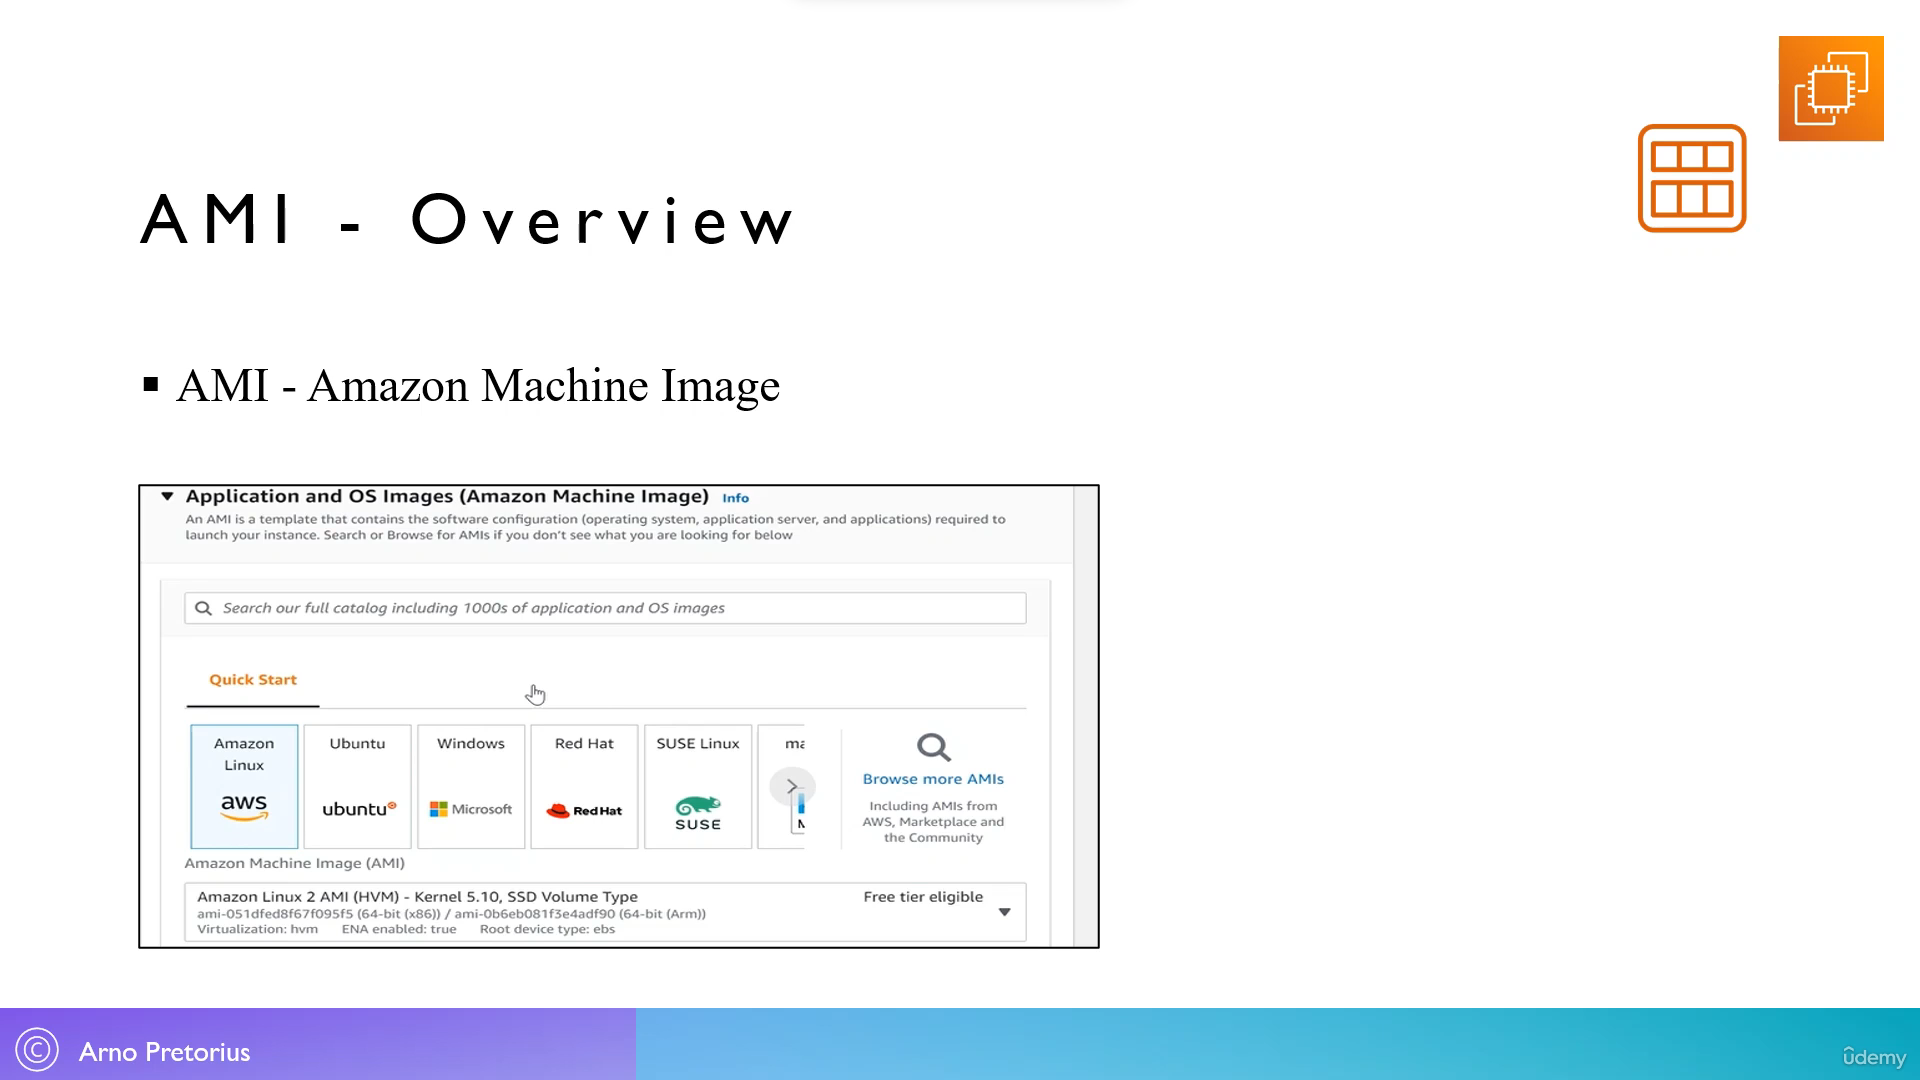 AMI - Overview
▪ AMI - Amazon Machine Image
Application and OS Images (Amazon Machine Image) Info
An AMI is a template that contains the software configuration (operating system, application server, and applications) required to
launch your instance. Search or Browse for AMIs if you don't see what you are looking for below
Search our full catalog including 1000s of application and OS images
Quick Start
Amazon
Linux
aws
Ubuntu
ubuntu
Windows
Microsoft
Red Hat
Red Hat
SUSE Linux
SUSE
ma
M
Browse more AMIs
Including AMIs from
AWS, Marketplace and
the Community
Amazon Machine Image (AMI)
Amazon Linux 2 AMI (HVM) - Kernel 5.10, SSD Volume Type
Free tier eligible
ami-051dfed8f67f095f5 (64-bit (x86)) / ami-0b6eb081f3e4adf90 (64-bit (Arm))
Virtualization: hvm ENA enabled: true Root device type: ebs
© Arno Pretorius
udemy